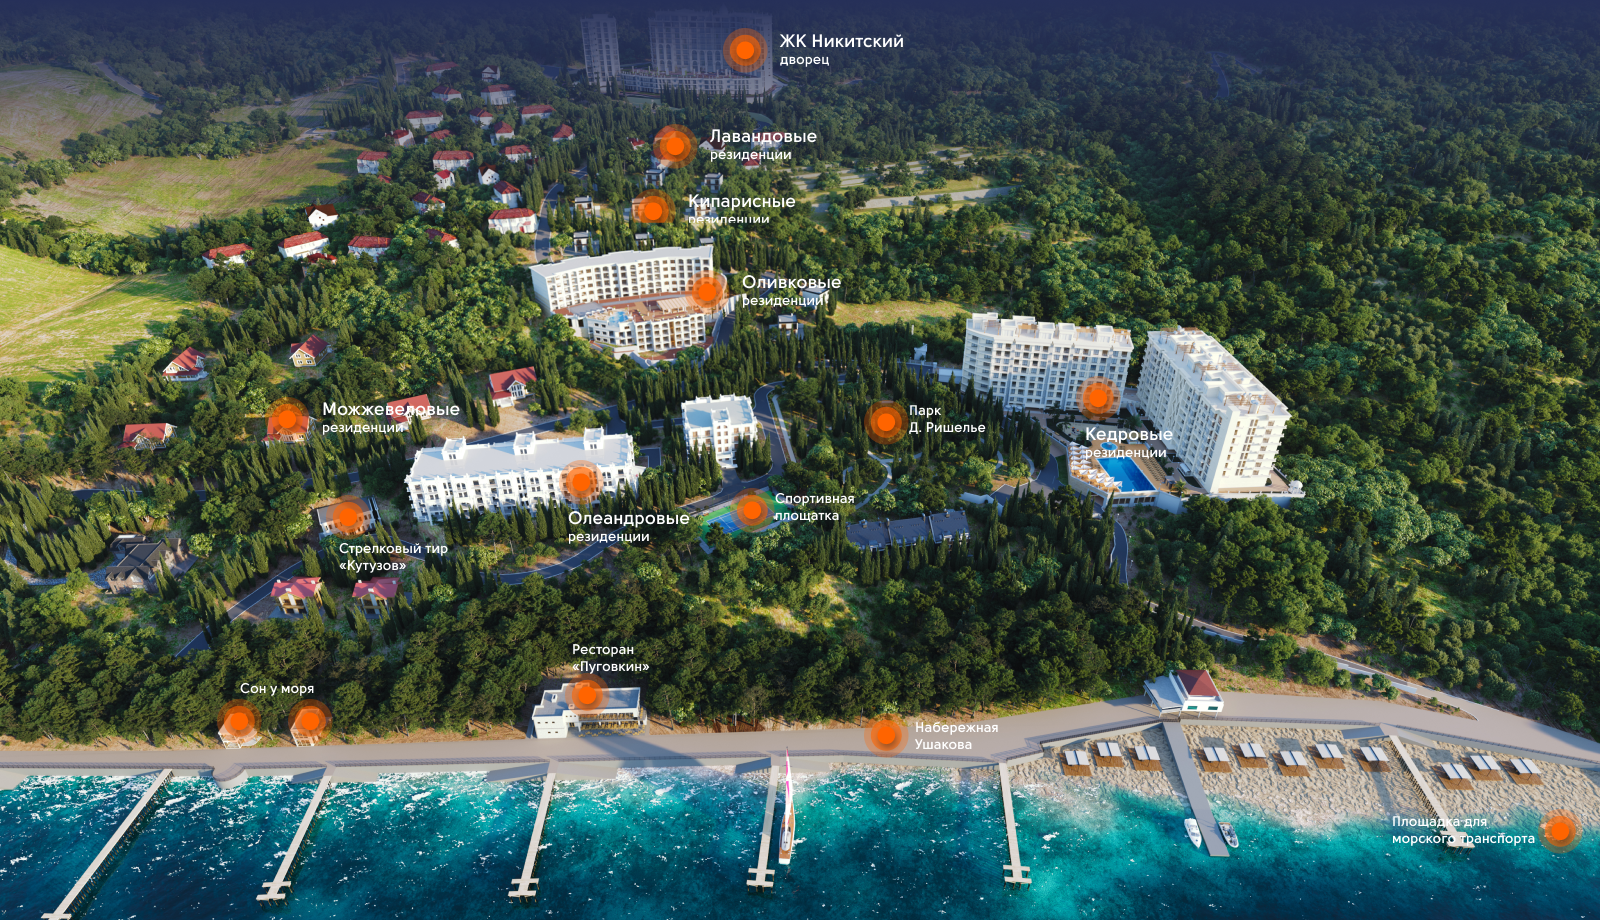 ЖК Никитский
дворец
Лавандовые
резиденции
Кипарисные
резиденции
Оливковые
резиденции
Можжевеловые
резиденции
Парк
Д. Ришелье
Кедровые
резиденции
Спортивная
площатка
Олеандровые
резиденции
Стрелковый тир
«Кутузов»
Ресторан
«Пуговкин»
Сон у моря
Набережная
Ушакова
Площадка для
морского транспорта